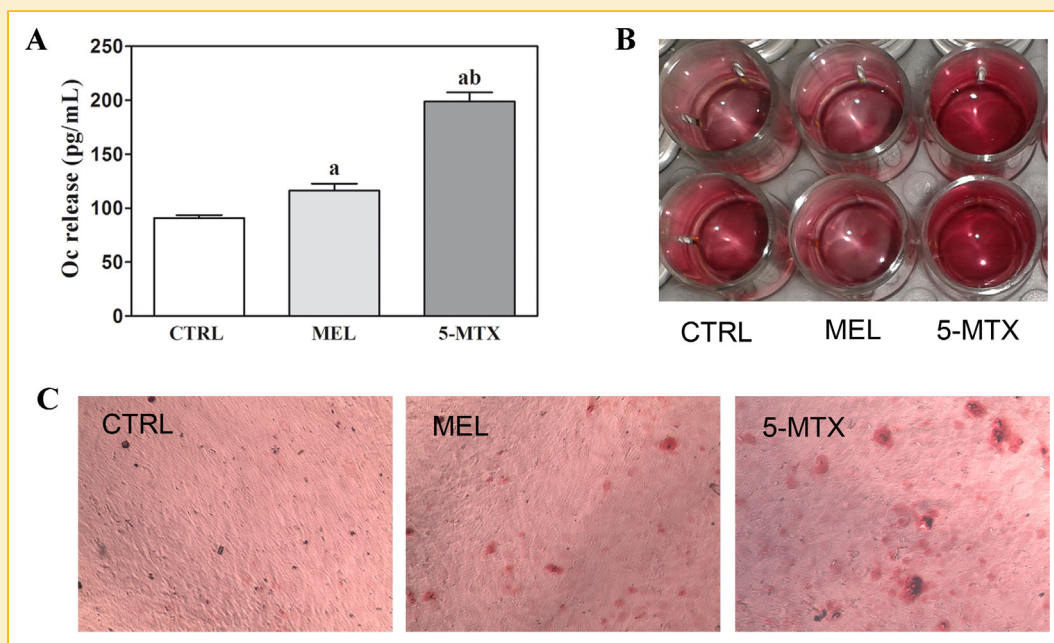 A
Oc release (pg/mL)
250
200
150
100
50
0
a
ab
CTRL MEL 5-MTX
B
CTRL MEL 5-MTX
C
CTRL MEL 5-MTX